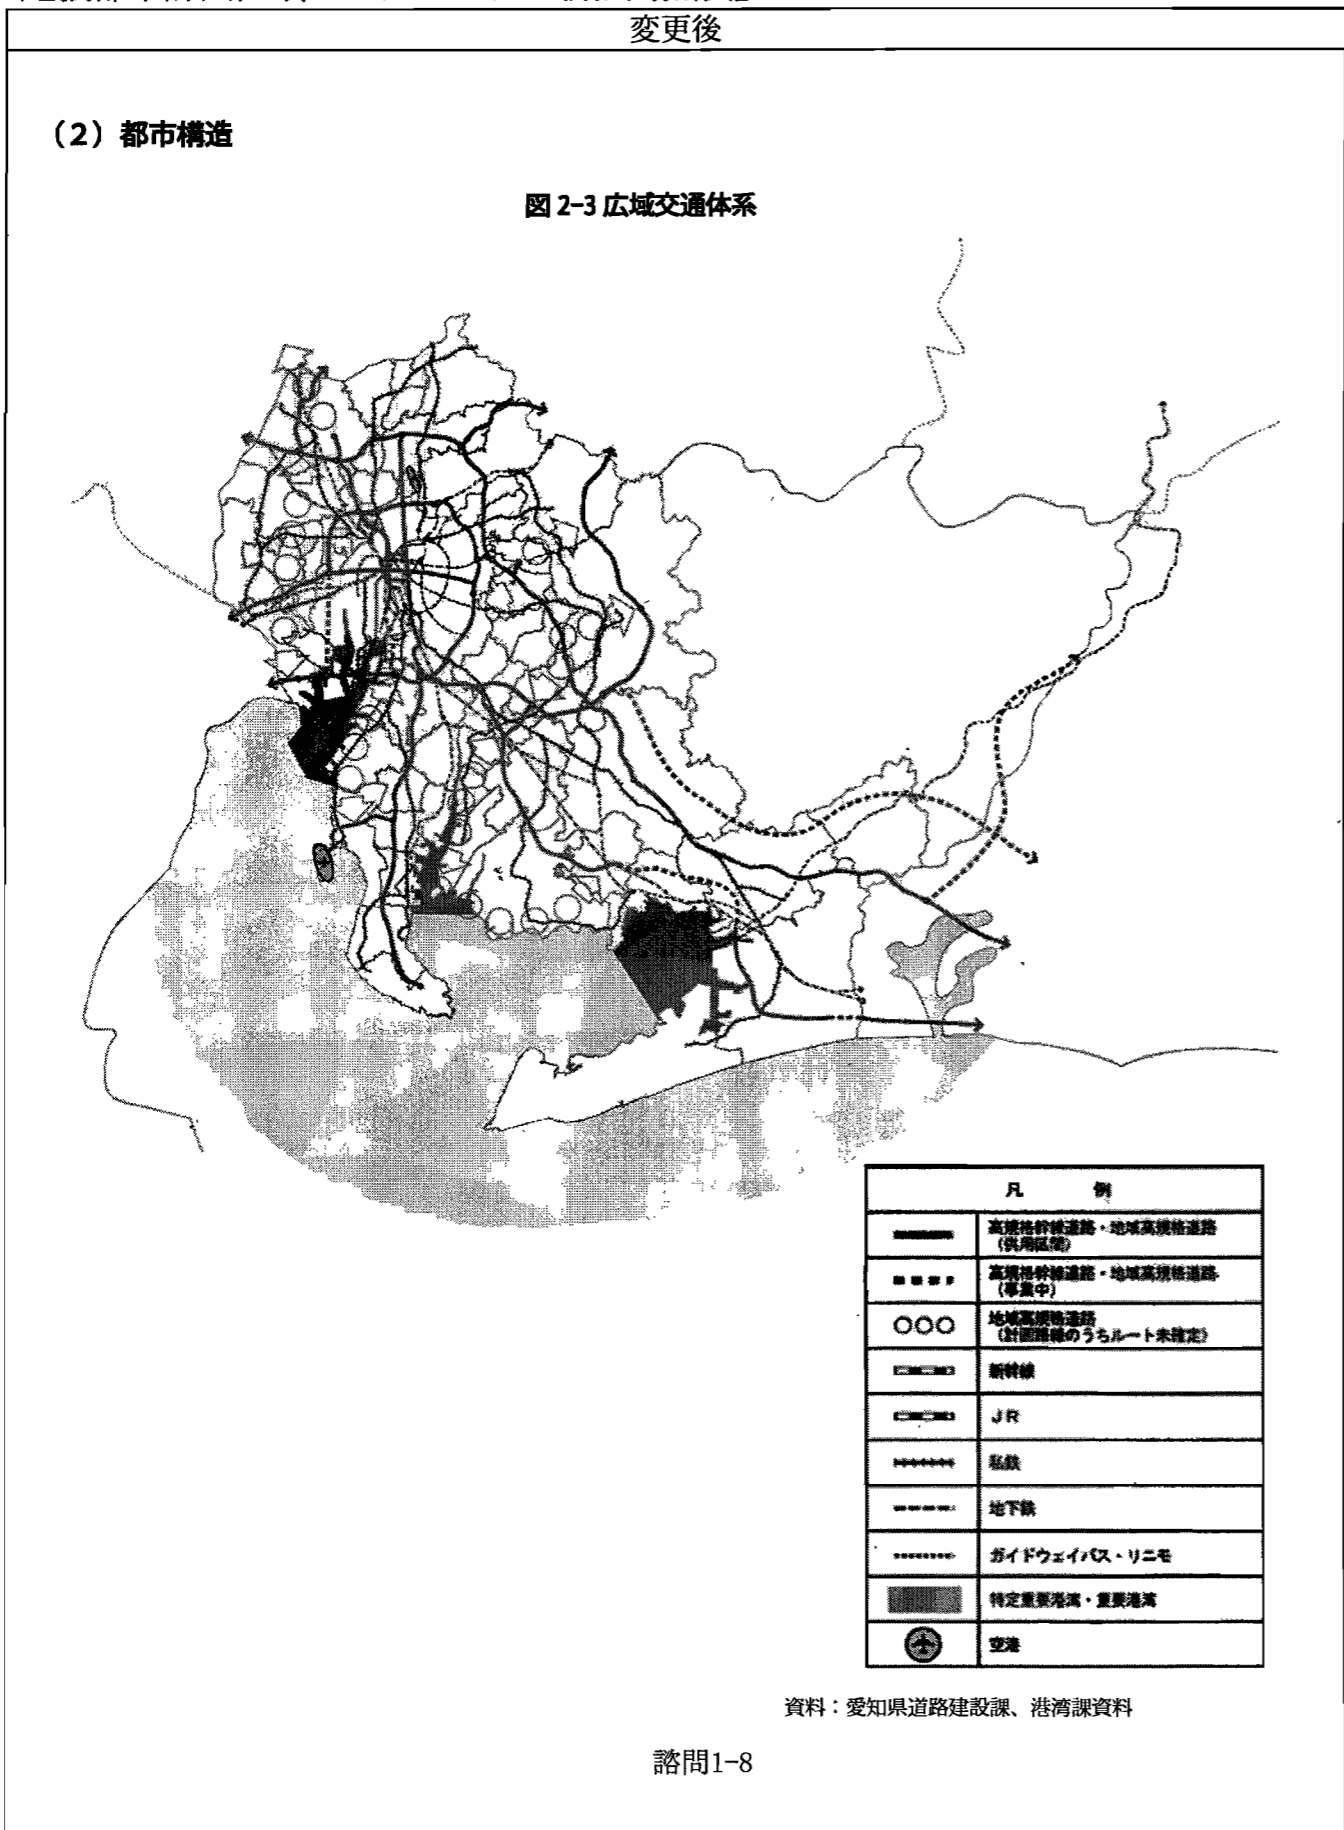 変更後
（2）都市構造
図 2-3 広域交通体系
凡 例
高規格幹線道路・地域高規格道路
（供用区間）
高規格幹線道路・地域高規格道路
（事業中）
地域高規格道路
（計画路線のうちルート未確定）
新幹線
ＪＲ
私鉄
地下鉄
ガイドウェイバス・リニモ
特定重要港湾・重要港湾
空港
資料：愛知県道路建設課、港湾課資料
諮問1-8